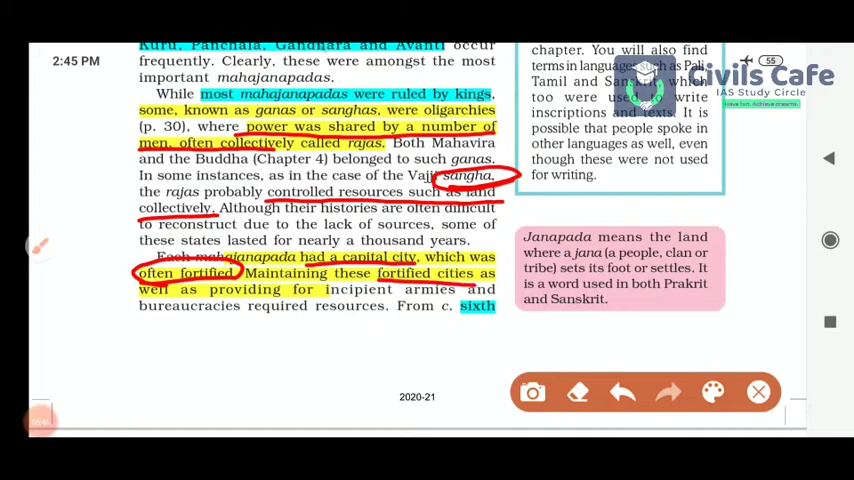 2:45 PM
Kuru, Panchala, Gandhara and Avanti occur
frequently. Clearly, these were amongst the most
important mahajanapadas.
While most mahajanapadas were ruled by kings,
some, known as ganas or sanghas, were oligarchies
(p. 30), where power was shared by a number of
men, often collectively called rajas. Both Mahavira
and the Buddha (Chapter 4) belonged to such ganas.
In some instances, as in the case of the Vajji sangha,
the rajas probably controlled resources such as land
collectively. Although their histories are often difficult
to reconstruct due to the lack of sources, some of
these states lasted for nearly a thousand years.
Each mahajanapada had a capital city, which was
often fortified. Maintaining these fortified cities as
well as providing for incipient armies and
bureaucracies required resources. From c. sixth
chapter. You will also find
terms in languages such as Pali,
Tamil and Sanskrit, which
too were used to write
inscriptions and texts. It is
possible that people spoke in
other languages as well, even
though these were not used
for writing.
Janapada means the land
where a jana (a people, clan or
tribe) sets its foot or settles. It
is a word used in both Prakrit
and Sanskrit.
55
Civils Cafe
IAS Study Circle
Have fun. Achieve dreams.
2020-21